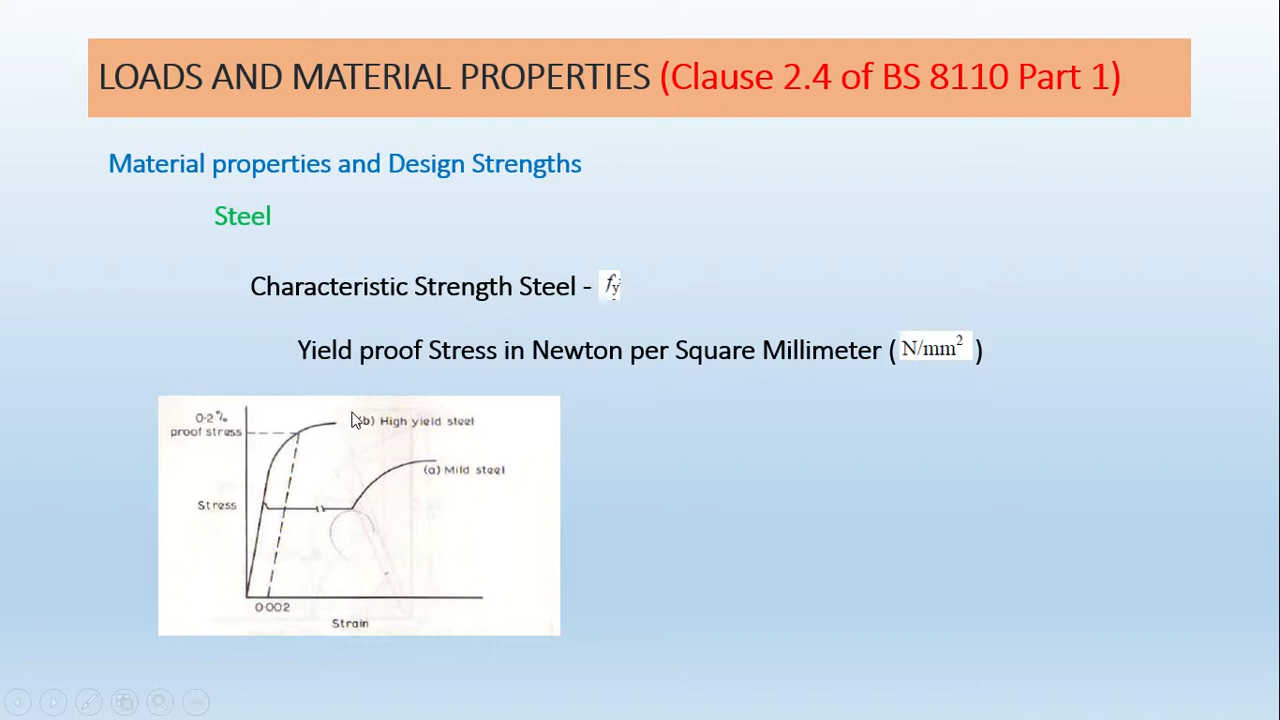 LOADS AND MATERIAL PROPERTIES (Clause 2.4 of BS 8110 Part 1)
Material properties and Design Strengths
Steel
Characteristic Strength Steel - fy
Yield proof Stress in Newton per Square Millimeter ( N/mm² )
0·2%
proof stress
(b) High yield steel
(a) Mild steel
Stress
0·002
Strain